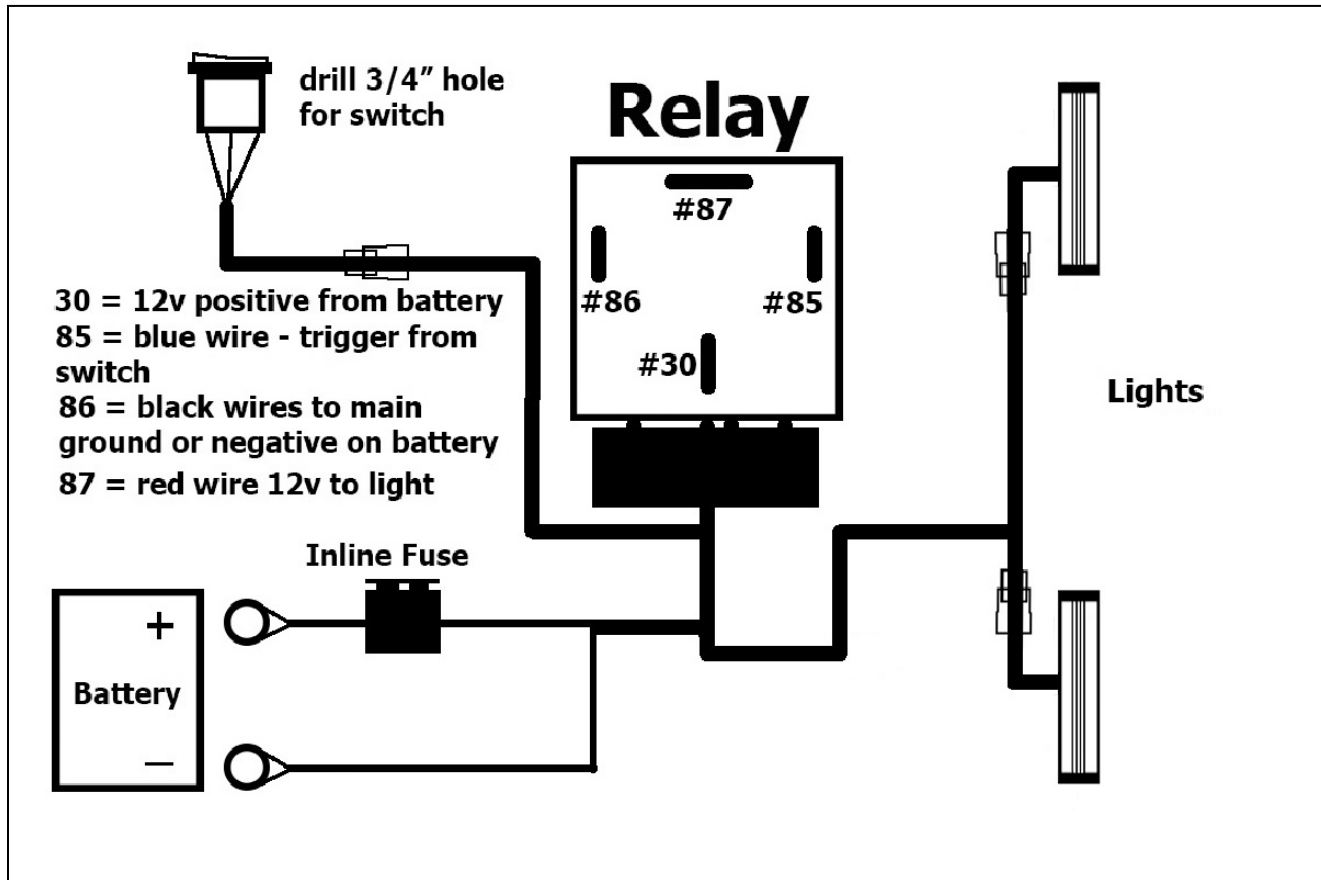 drill 3/4” hole
for switch
Relay
#87
#86
#85
#30
30 = 12v positive from battery
85 = blue wire - trigger from
switch
86 = black wires to main
ground or negative on battery
87 = red wire 12v to light
Lights
Inline Fuse
+
Battery
—